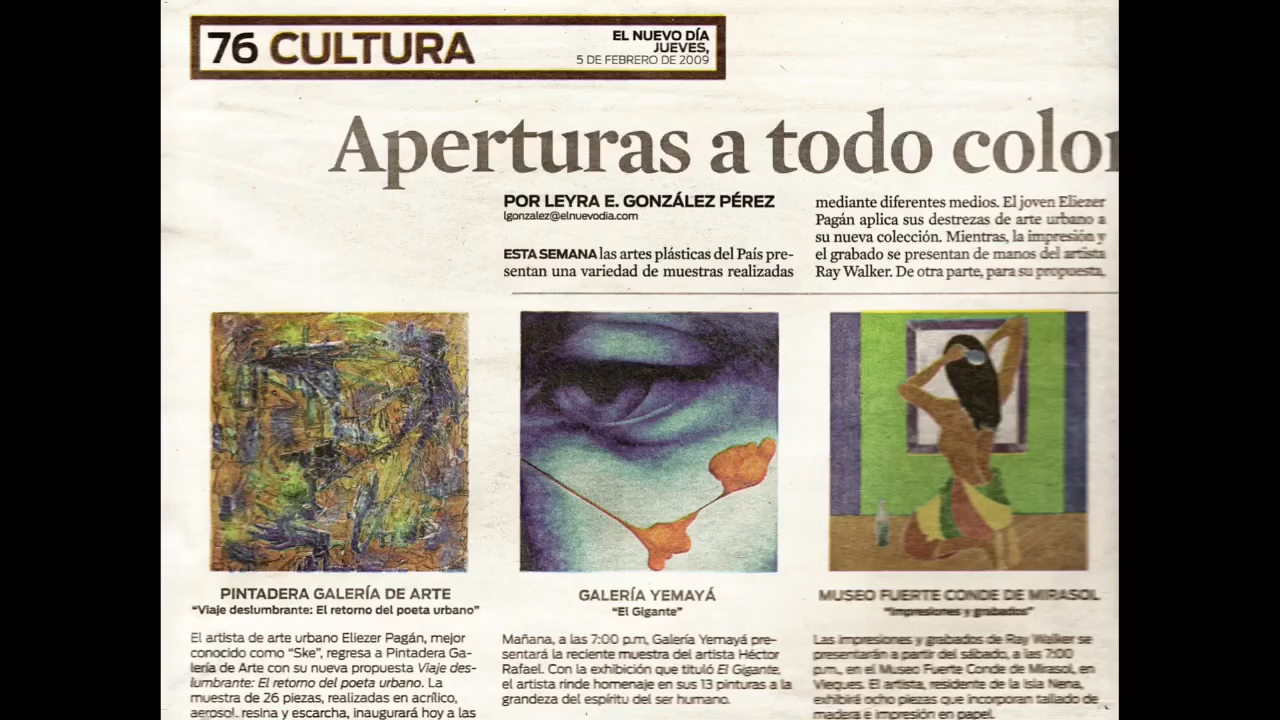 76 CULTURA
EL NUEVO DÍA
JUEVES,
5 DE FEBRERO DE 2009
Aperturas a todo color
POR LEYRA E. GONZÁLEZ PÉREZ
lgonzalez@elnuevodia.com
ESTA SEMANA las artes plásticas del País pre-
sentan una variedad de muestras realizadas
mediante diferentes medios. El joven Eliezer
Pagán aplica sus destrezas de arte urbano a
su nueva colección. Mientras, la impresión y
el grabado se presentan de manos del artista
Ray Walker. De otra parte, para su propuesta,
PINTADERA GALERÍA DE ARTE
“Viaje deslumbrante: El retorno del poeta urbano”
El artista de arte urbano Eliezer Pagán, mejor
conocido como “Ske”, regresa a Pintadera Ga-
lería de Arte con su nueva propuesta Viaje des-
lumbrante: El retorno del poeta urbano. La
muestra de 26 piezas, realizadas en acrílico,
aerosol, resina y escarcha, inaugurará hoy a las
GALERÍA YEMAYÁ
“El Gigante”
Mañana, a las 7:00 p.m, Galería Yemayá pre-
sentará la reciente muestra del artista Héctor
Rafael. Con la exhibición que tituló El Gigante,
el artista rinde homenaje en sus 13 pinturas a la
grandeza del espíritu del ser humano.
MUSEO FUERTE CONDE DE MIRASOL
“Impresiones y grabados”
Las impresiones y grabados de Ray Walker se
presentarán a partir del sábado, a las 7:00
p.m., en el Museo Fuerte Conde de Mirasol, en
Vieques. El artista, residente de la Isla Nena,
exhibirá ocho piezas que incorporan tallado de
madera e impresión en papel.